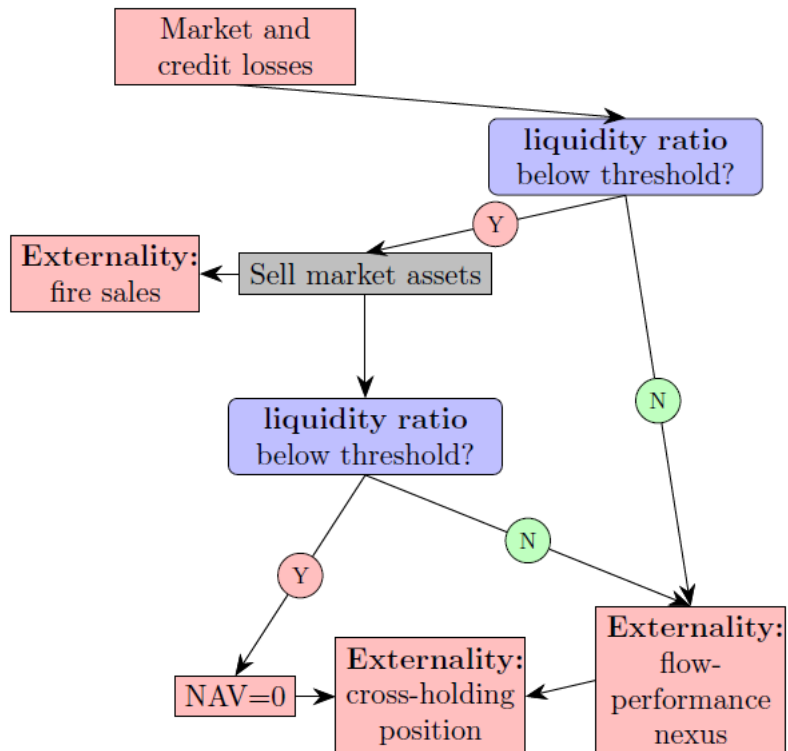 Market and
credit losses
liquidity ratio
below threshold?
Y
Externality:
fire sales
Sell market assets
N
liquidity ratio
below threshold?
N
Y
NAV=0
Externality:
cross-holding
position
Externality:
flow-
performance
nexus